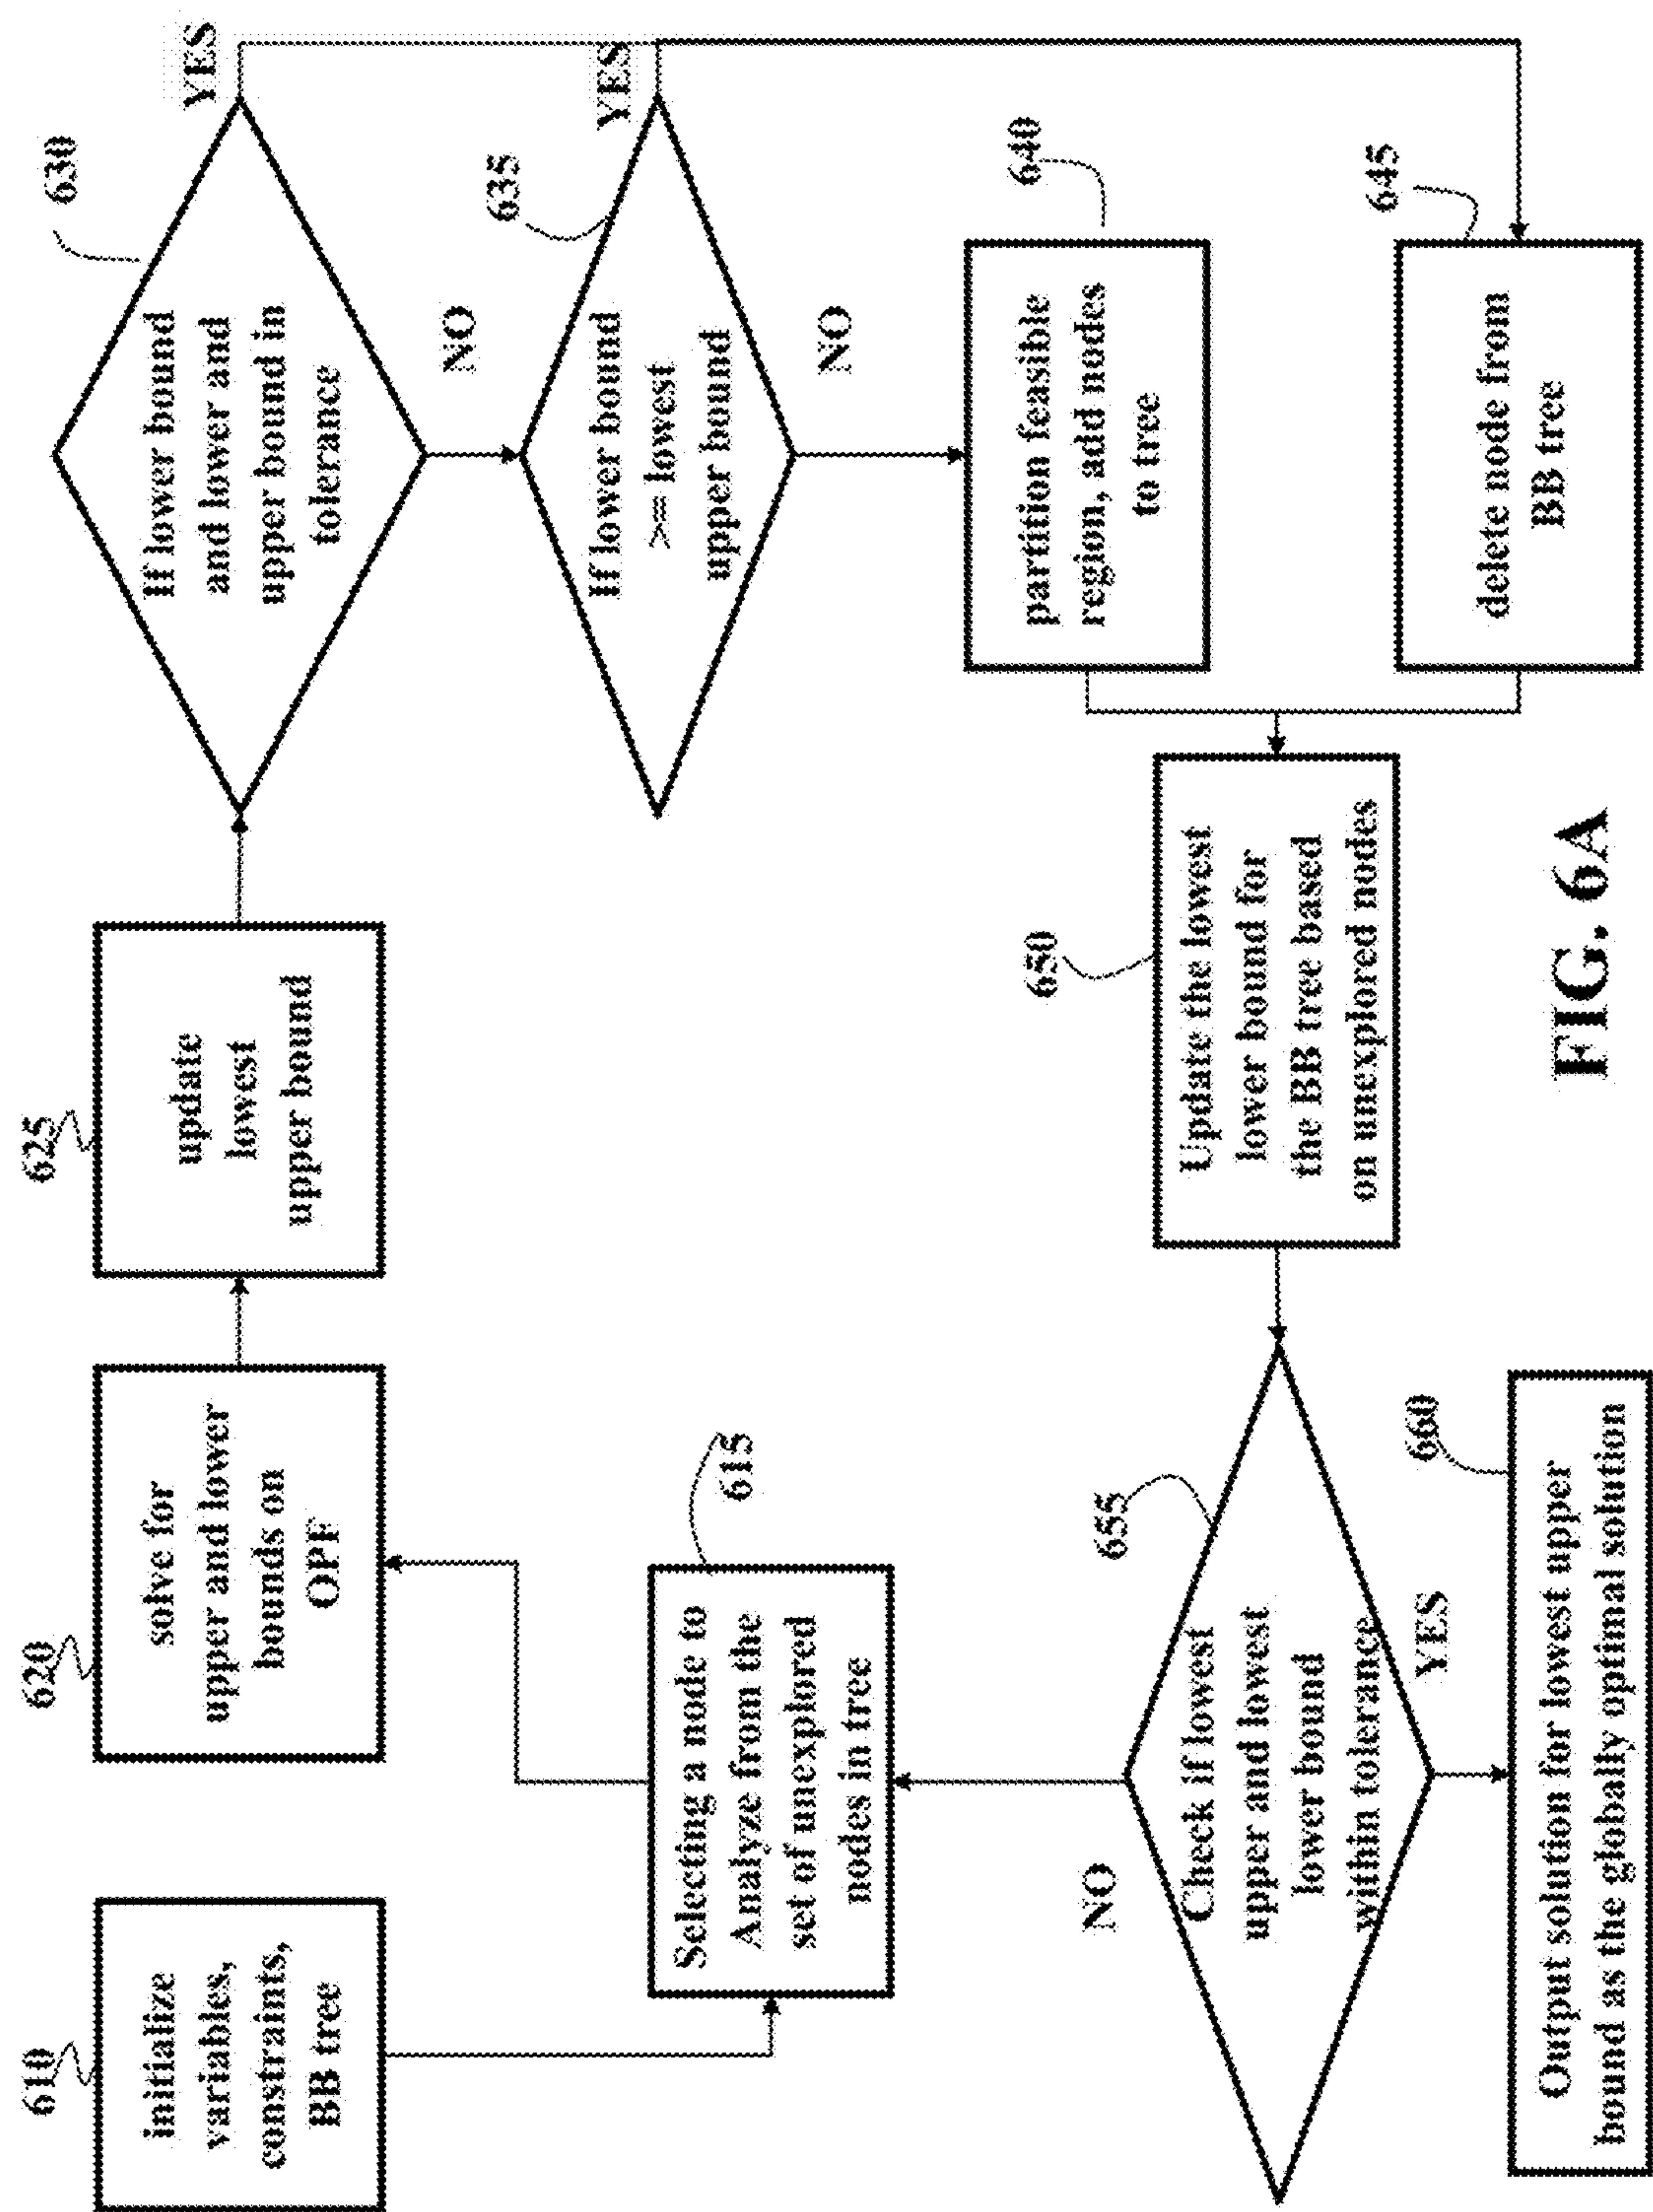 610
initialize
variables,
constraints,
BB tree
620
solve for
upper and lower
bounds on
OPF
625
update
lowest
upper bound
630
If lower bound
and lower and
upper bound in
tolerance
YES
NO
635
If lower bound
>= lowest
upper bound
YES
NO
615
Selecting a node to
Analyze from the
set of unexplored
nodes in tree
640
partition feasible
region, add nodes
to tree
645
delete node from
BB tree
650
Update the lowest
lower bound for
the BB tree based
on unexplored nodes
655
Check if lowest
upper and lowest
lower bound
within tolerance
NO
YES
660
Output solution for lowest upper
bound as the globally optimal solution
FIG. 6A